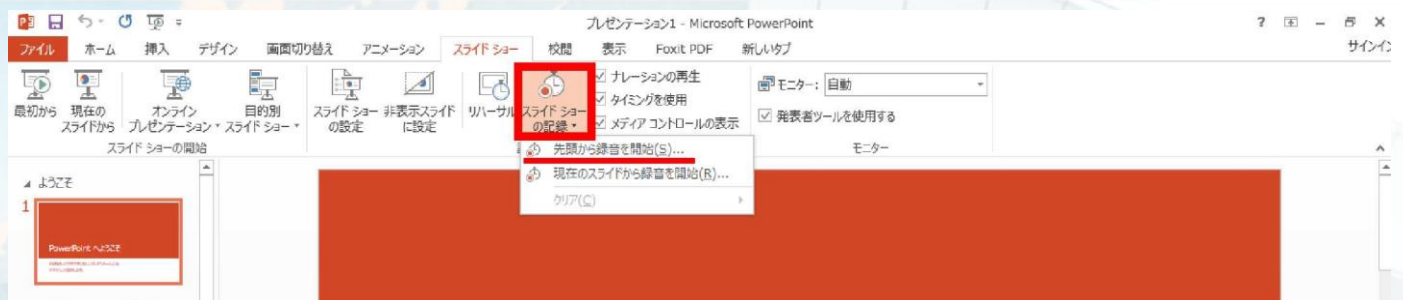 プレゼンテーション1 - Microsoft PowerPoint
ファイル ホーム 挿入 デザイン 画面切り替え アニメーション スライド ショー 校閲 表示 Foxit PDF 新しいタブ サインイン
最初から
現在の
スライドから
オンライン
プレゼンテーション
目的別
スライド ショー
スライド ショー
の設定
非表示スライド
に設定
リハーサル
スライド ショー
の記録
ナレーションの再生
タイミングを使用
メディア コントロールの表示
モニター: 自動
発表者ツールを使用する
スライド ショーの開始
モニター
先頭から録音を開始(S)...
現在のスライドから録音を開始(R)...
クリア(C)
ようこそ
1
PowerPoint へようこそ